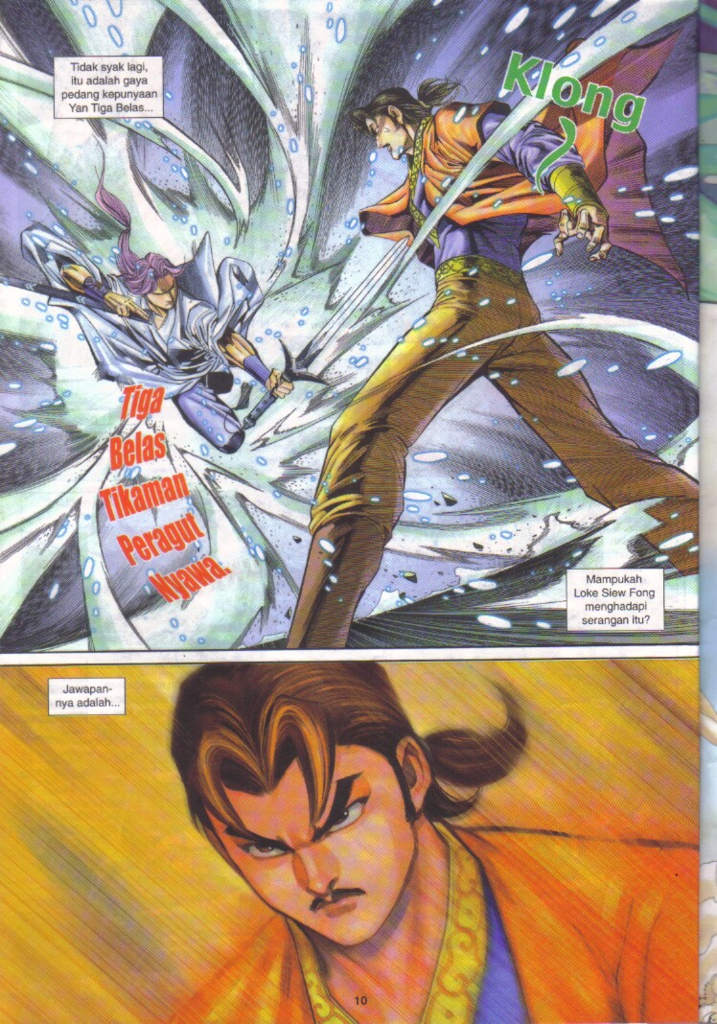 Tidak syak lagi,
itu adalah gaya
pedang kepunyaan
Yan Tiga Belas...
Klong
Tiga
Belas
Tikaman
Peragut
Nyawa.
Mampukah
Loke Siew Fong
menghadapi
serangan itu?
Jawapan-
nya adalah...
10